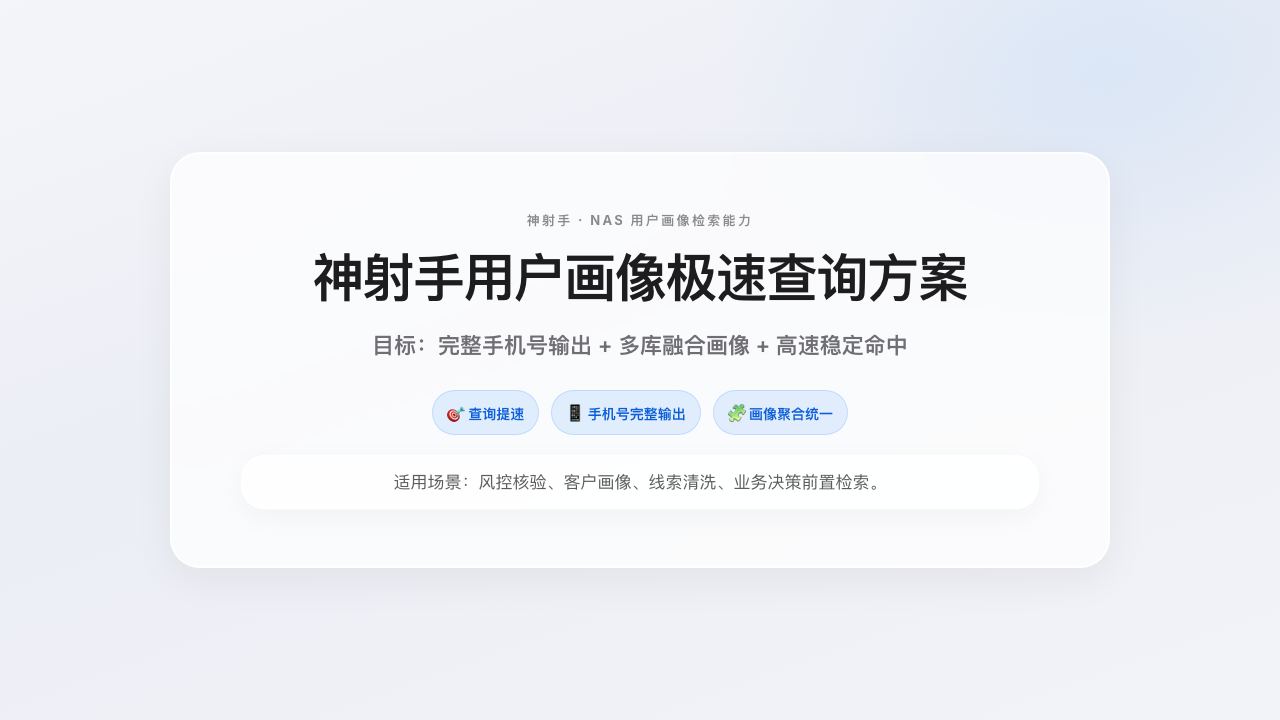 神射手 · NAS 用户画像检索能力
神射手用户画像极速查询方案
目标：完整手机号输出 + 多库融合画像 + 高速稳定命中
🎯 查询提速
📱 手机号完整输出
🧩 画像聚合统一
适用场景：风控核验、客户画像、线索清洗、业务决策前置检索。